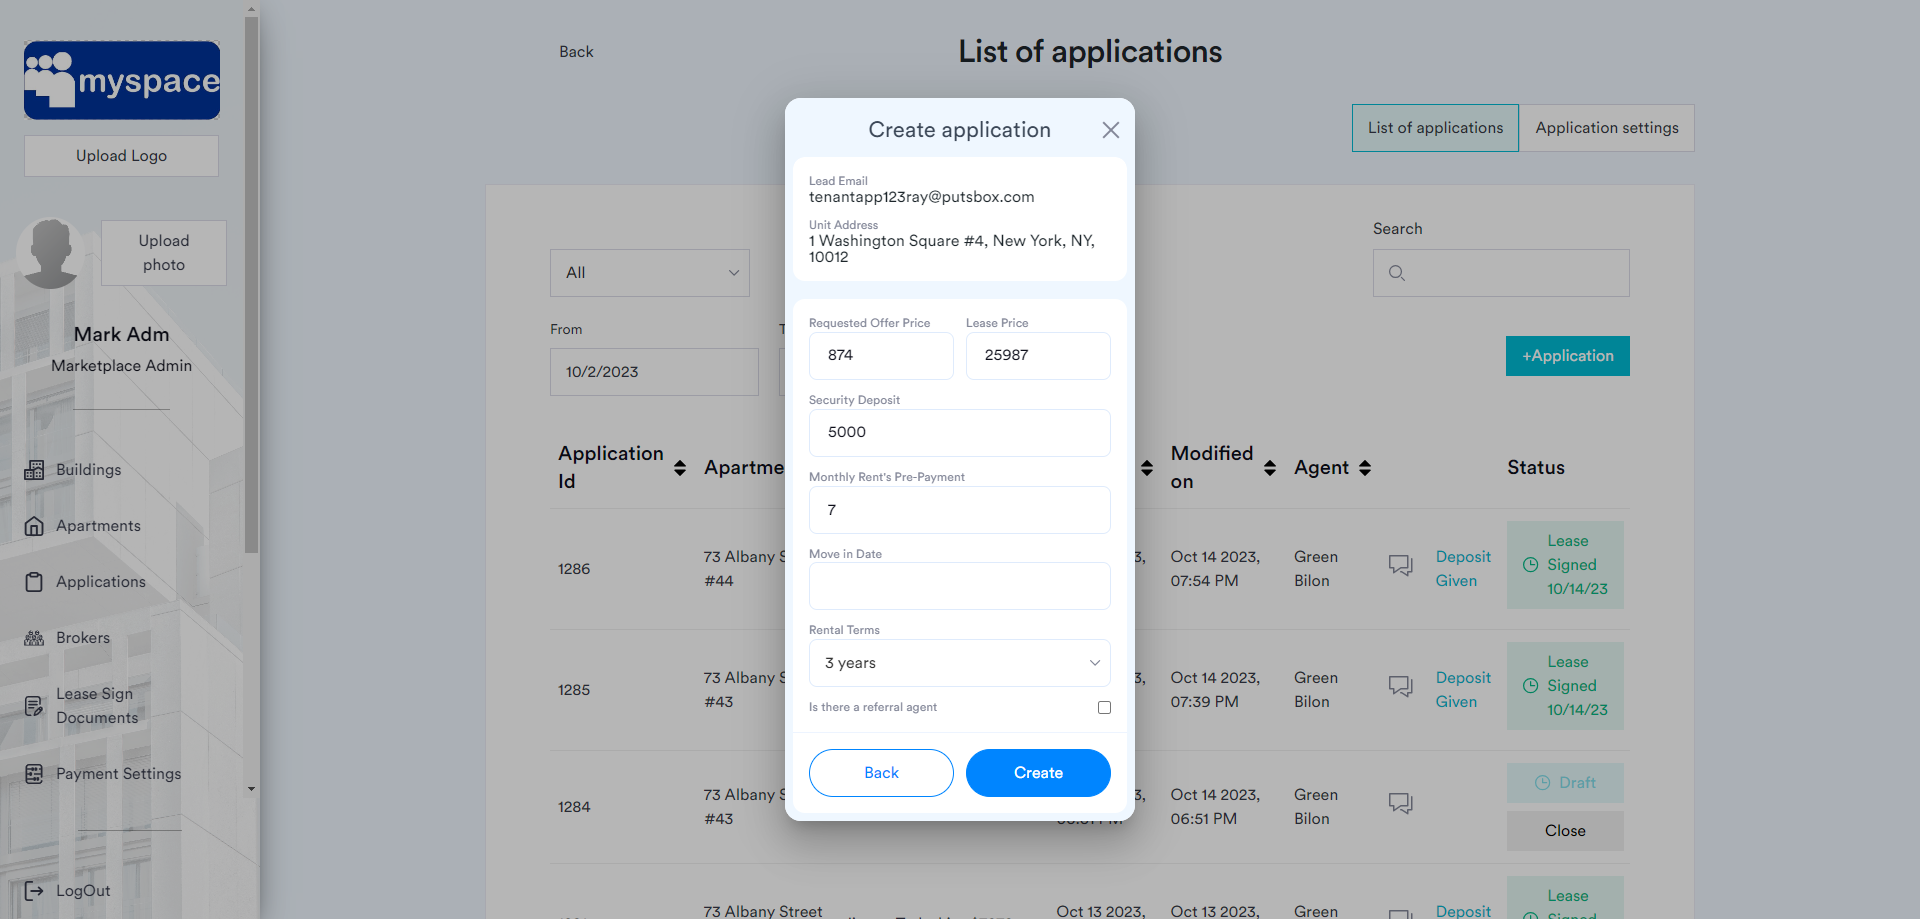 myspace
Upload Logo
Upload
photo
Mark Adm
Marketplace Admin
Buildings
Apartments
Applications
Brokers
Lease Sign
Documents
Payment Settings
LogOut
Back
List of applications
List of applications
Application settings
All
Search
From
10/2/2023
+Application
Application
Id
Apartme
Modified
on
Agent
Status
1286
73 Albany S
#44
3,
Oct 14 2023,
07:54 PM
Green
Bilon
Deposit
Given
Lease
Signed
10/14/23
1285
73 Albany S
#43
3,
Oct 14 2023,
07:39 PM
Green
Bilon
Deposit
Given
Lease
Signed
10/14/23
1284
73 Albany S
#43
3,
Oct 14 2023,
06:51 PM
Green
Bilon
Draft
Close
73 Albany Street
Oct 13 2023,
Oct 13 2023,
Green
Deposit
Lease
Create application
Lead Email
tenantapp123ray@putsbox.com
Unit Address
1 Washington Square #4, New York, NY,
10012
Requested Offer Price
874
Lease Price
25987
Security Deposit
5000
Monthly Rent's Pre-Payment
7
Move in Date
Rental Terms
3 years
Is there a referral agent
Back
Create